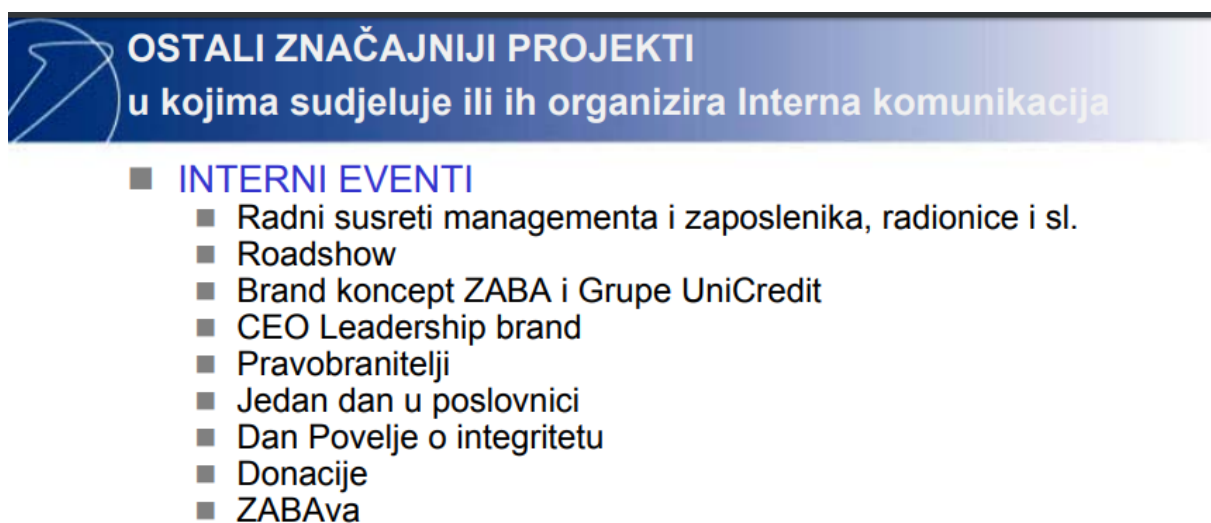 OSTALI ZNAČAJNIJI PROJEKTI
u kojima sudjeluje ili ih organizira Interna komunikacija
INTERNI EVENTI
Radni susreti managementa i zaposlenika, radionice i sl.
Roadshow
Brand koncept ZABA i Grupe UniCredit
CEO Leadership brand
Pravobranitelji
Jedan dan u poslovnici
Dan Povelje o integritetu
Donacije
ZABAva